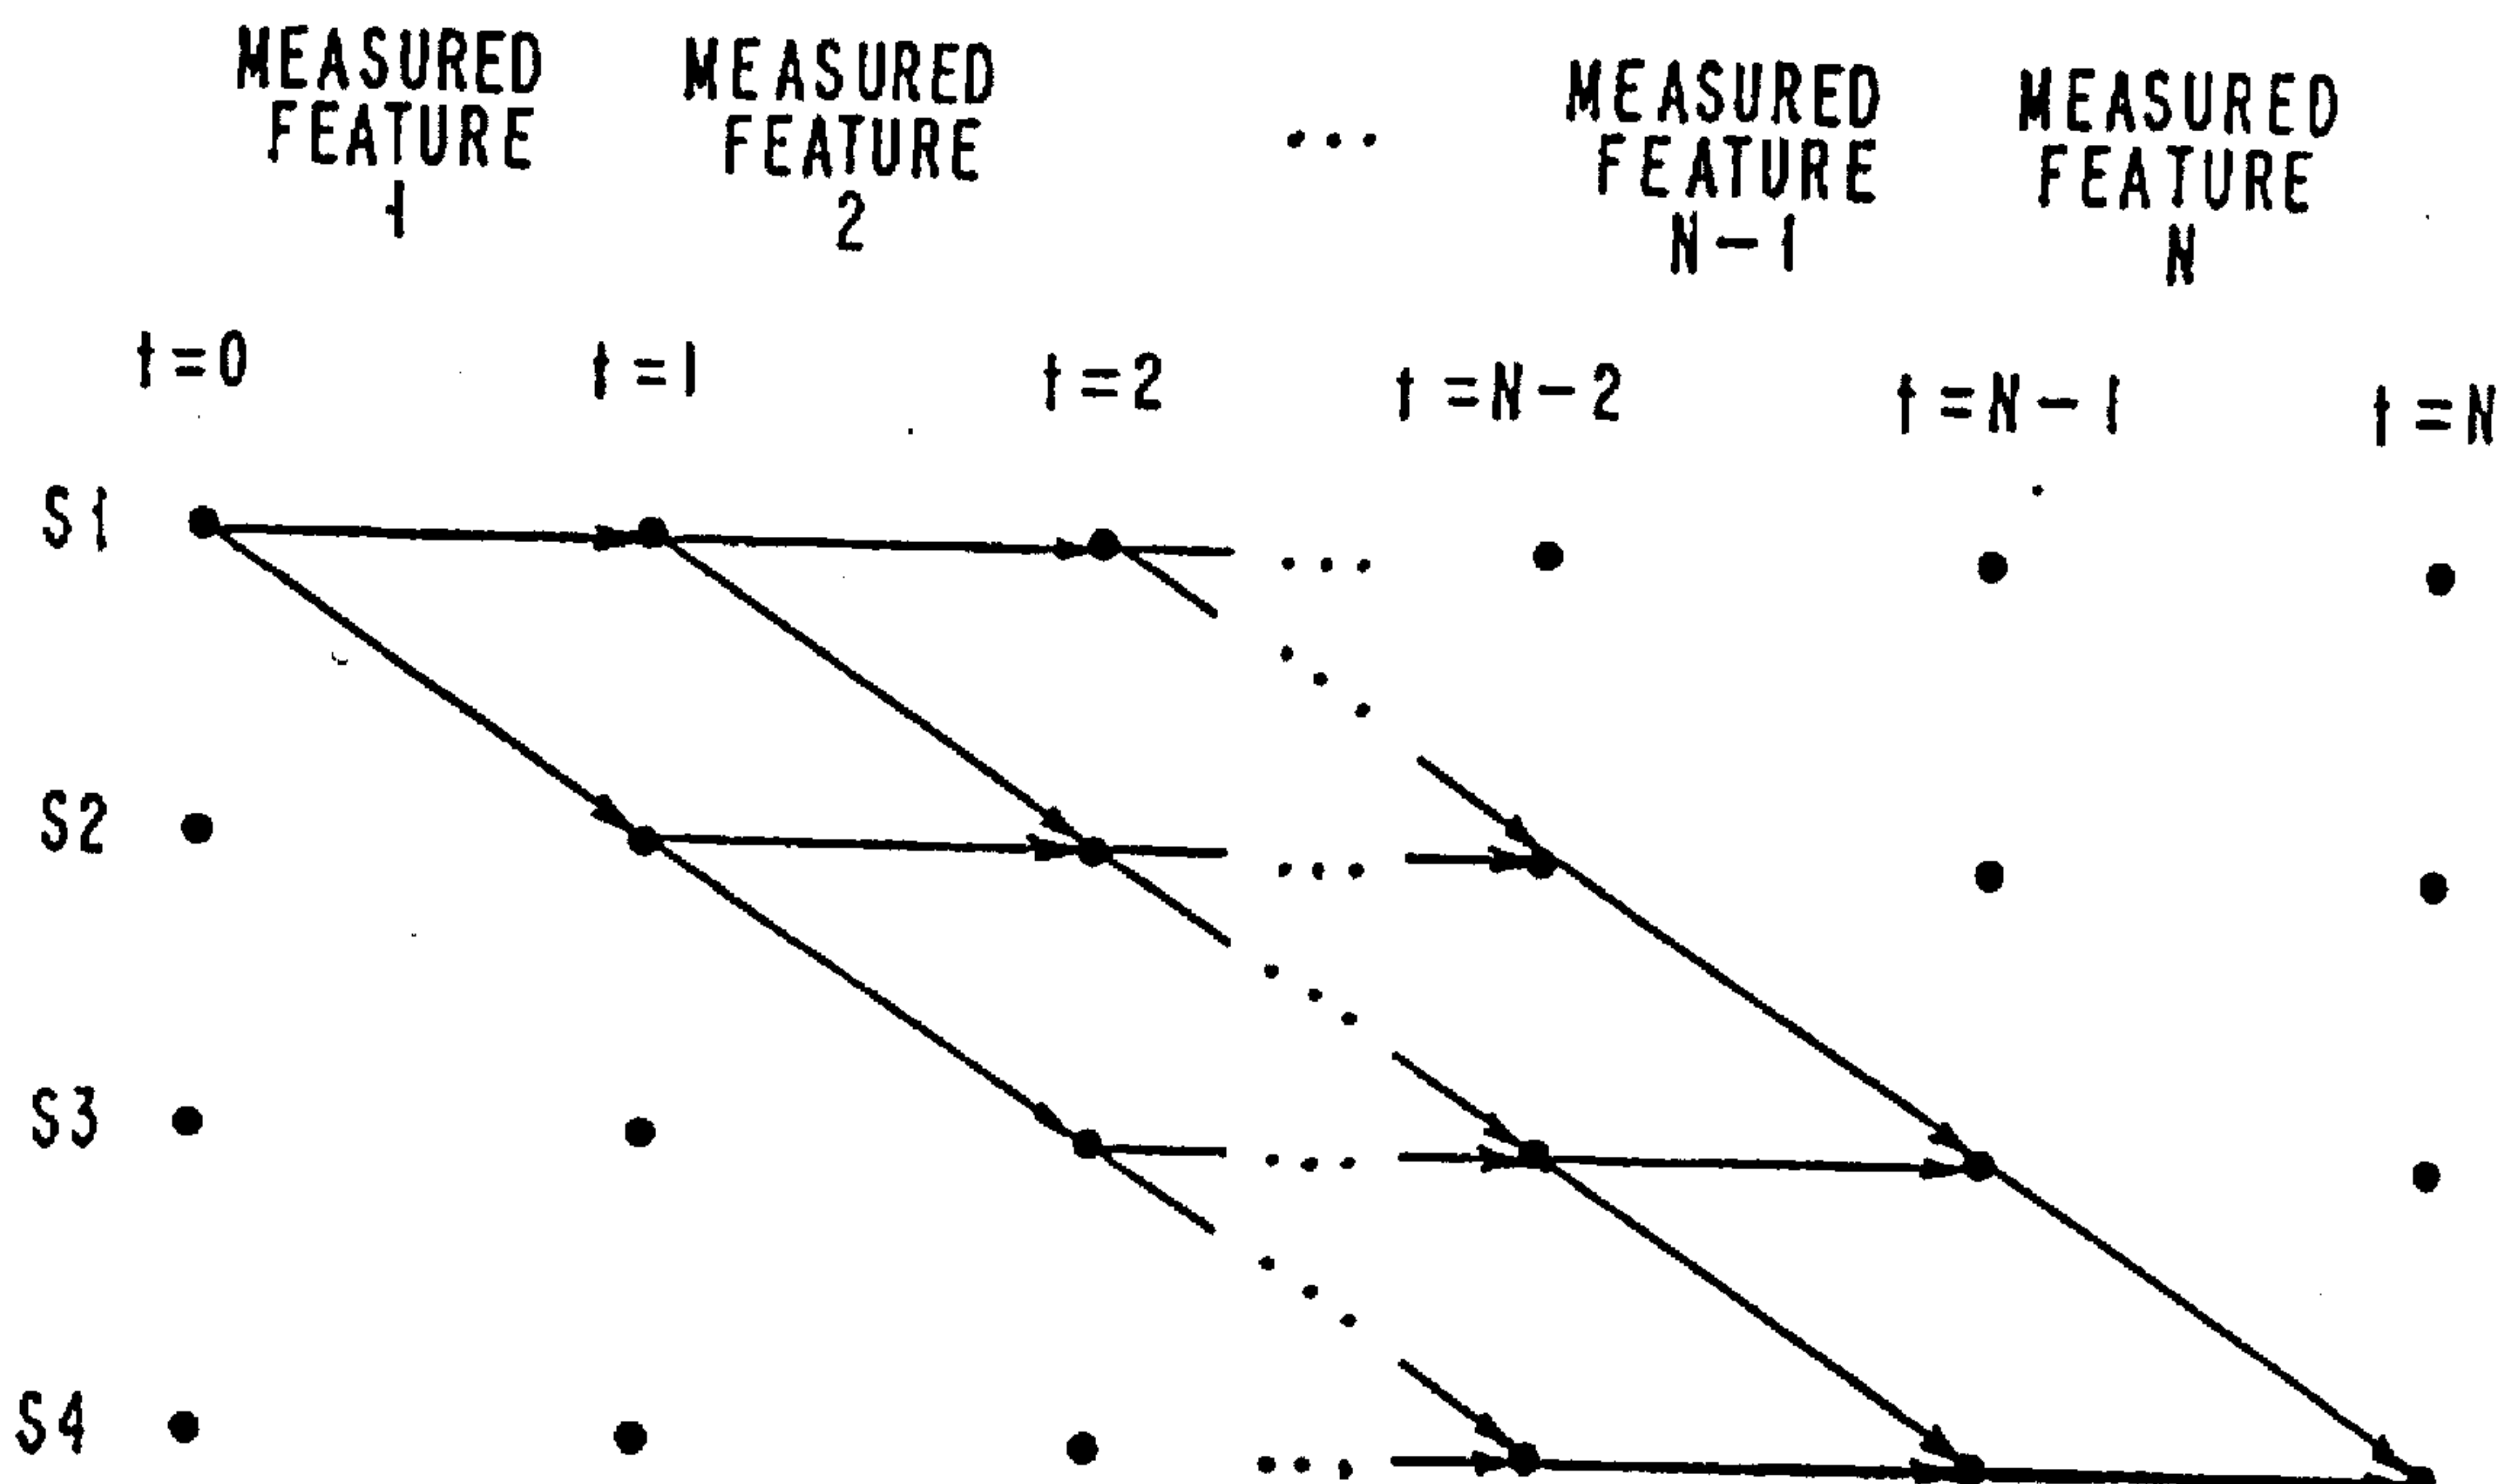 MEASURED
FEATURE
1
MEASURED
FEATURE
2
...
MEASURED
FEATURE
N-1
MEASURED
FEATURE
N
t=0
t=1
t=2
t=N-2
t=N-1
t=N
S1
...
S2
...
S3
...
S4
...